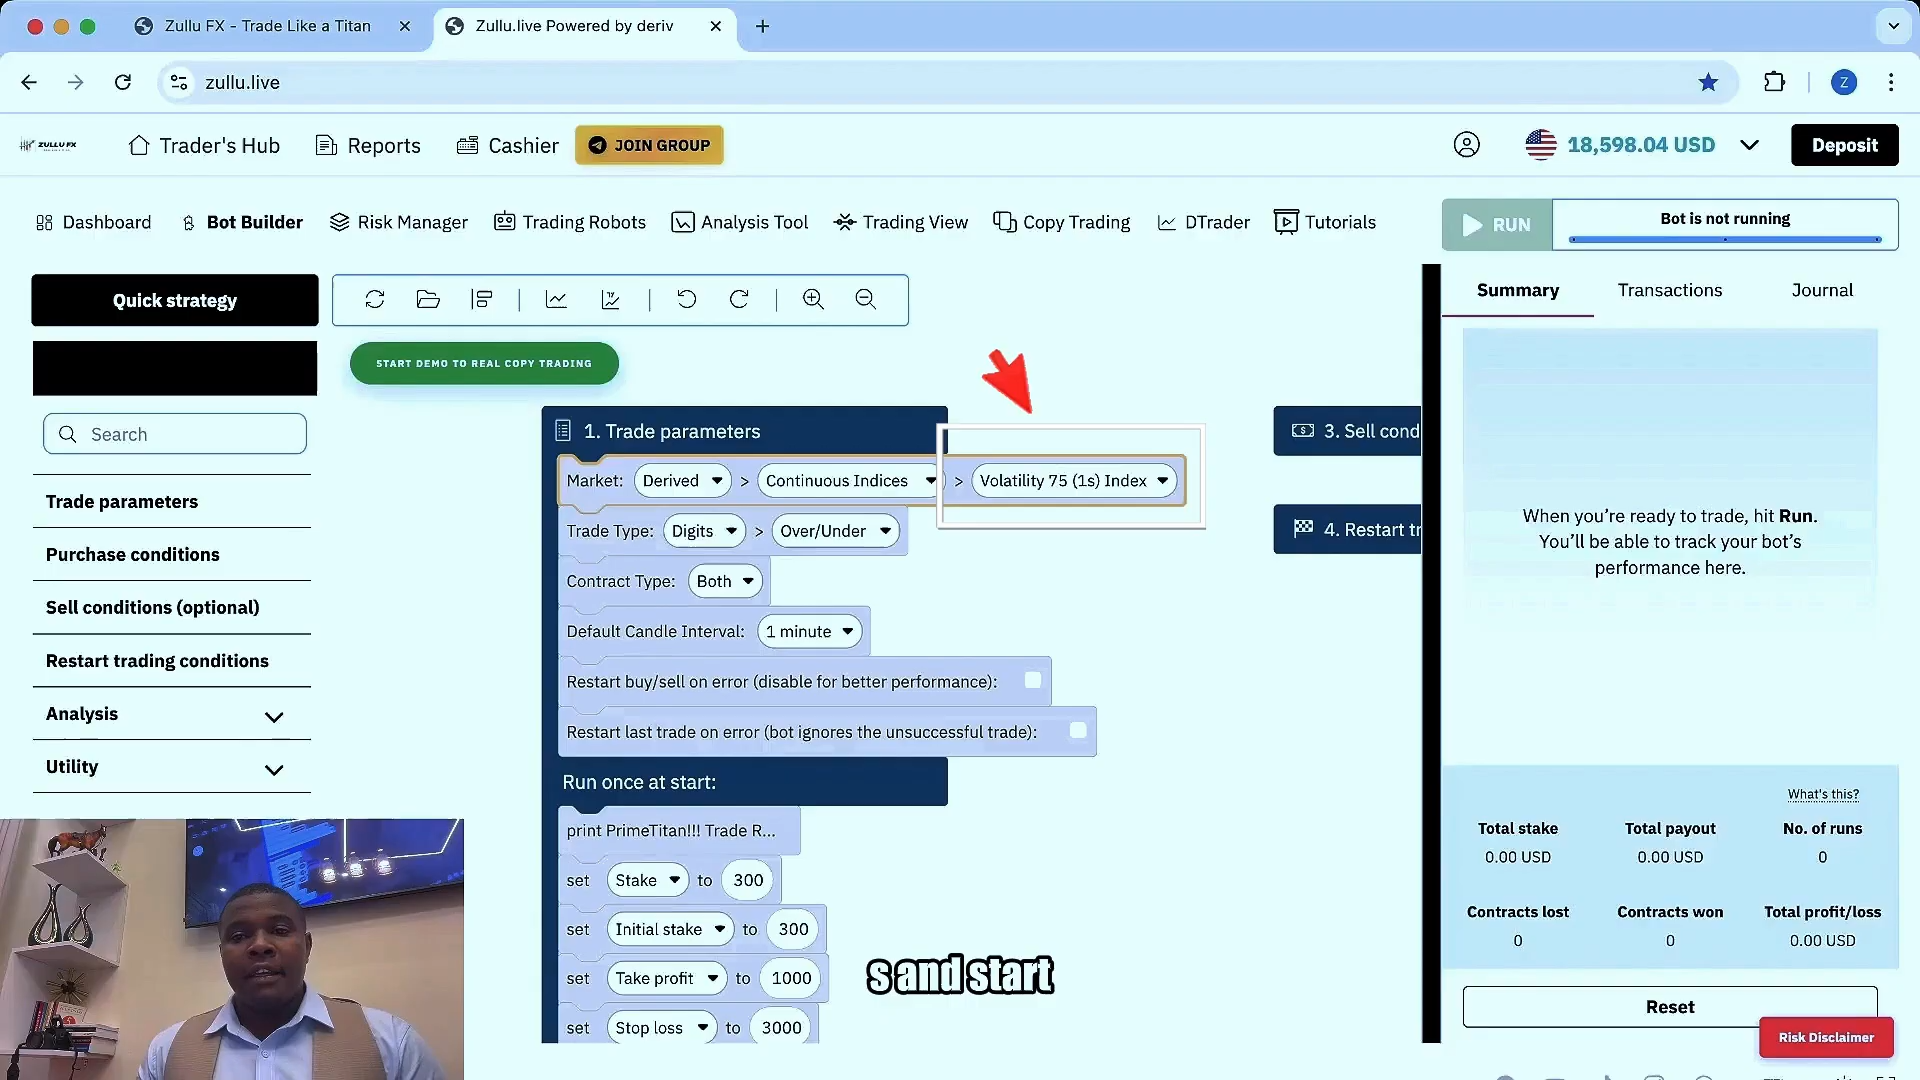 Zullu FX - Trade Like a Titan
Zullu.live Powered by deriv
zullu.live
Z
ZULLU FX
Trader's Hub
Reports
Cashier
JOIN GROUP
18,598.04 USD
Deposit
Dashboard
Bot Builder
Risk Manager
Trading Robots
Analysis Tool
Trading View
Copy Trading
DTrader
Tutorials
RUN
Bot is not running
Quick strategy
START DEMO TO REAL COPY TRADING
Search
Trade parameters
Purchase conditions
Sell conditions (optional)
Restart trading conditions
Analysis
Utility
1. Trade parameters
Market: Derived > Continuous Indices > Volatility 75 (1s) Index
Trade Type: Digits > Over/Under
Contract Type: Both
Default Candle Interval: 1 minute
Restart buy/sell on error (disable for better performance):
Restart last trade on error (bot ignores the unsuccessful trade):
Run once at start:
print PrimeTitan!!! Trade R...
set Stake to 300
set Initial stake to 300
set Take profit to 1000
set Stop loss to 3000
3. Sell cond
4. Restart tr
s and start
Summary
Transactions
Journal
When you're ready to trade, hit Run.
You'll be able to track your bot's
performance here.
What's this?
Total stake
0.00 USD
Total payout
0.00 USD
No. of runs
0
Contracts lost
0
Contracts won
0
Total profit/loss
0.00 USD
Reset
Risk Disclaimer